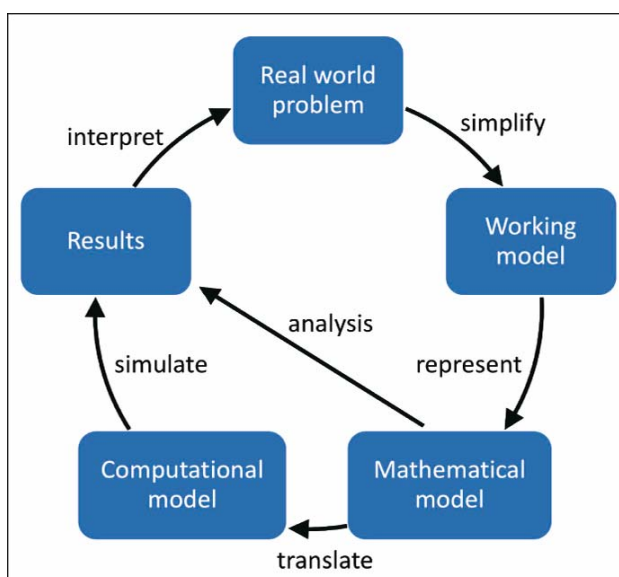 Real world
problem
simplify
interpret
Results
Working
model
analysis
represent
simulate
Computational
model
Mathematical
model
translate